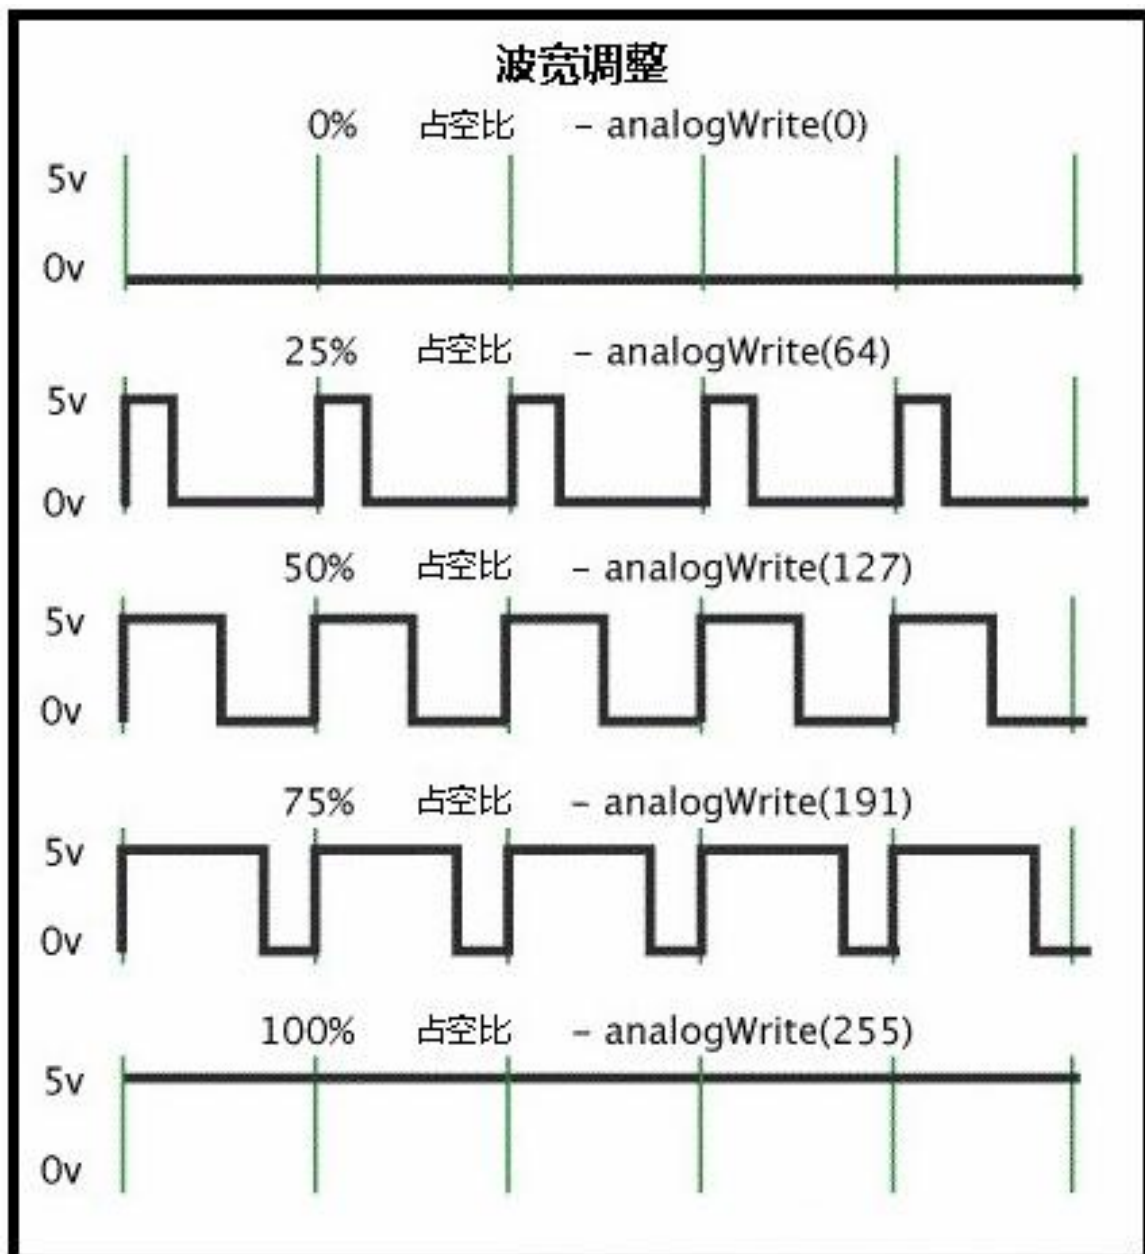 波宽调整
0% 占空比 – analogWrite(0)
5v
0v
25% 占空比 – analogWrite(64)
5v
0v
50% 占空比 – analogWrite(127)
5v
0v
75% 占空比 – analogWrite(191)
5v
0v
100% 占空比 – analogWrite(255)
5v
0v